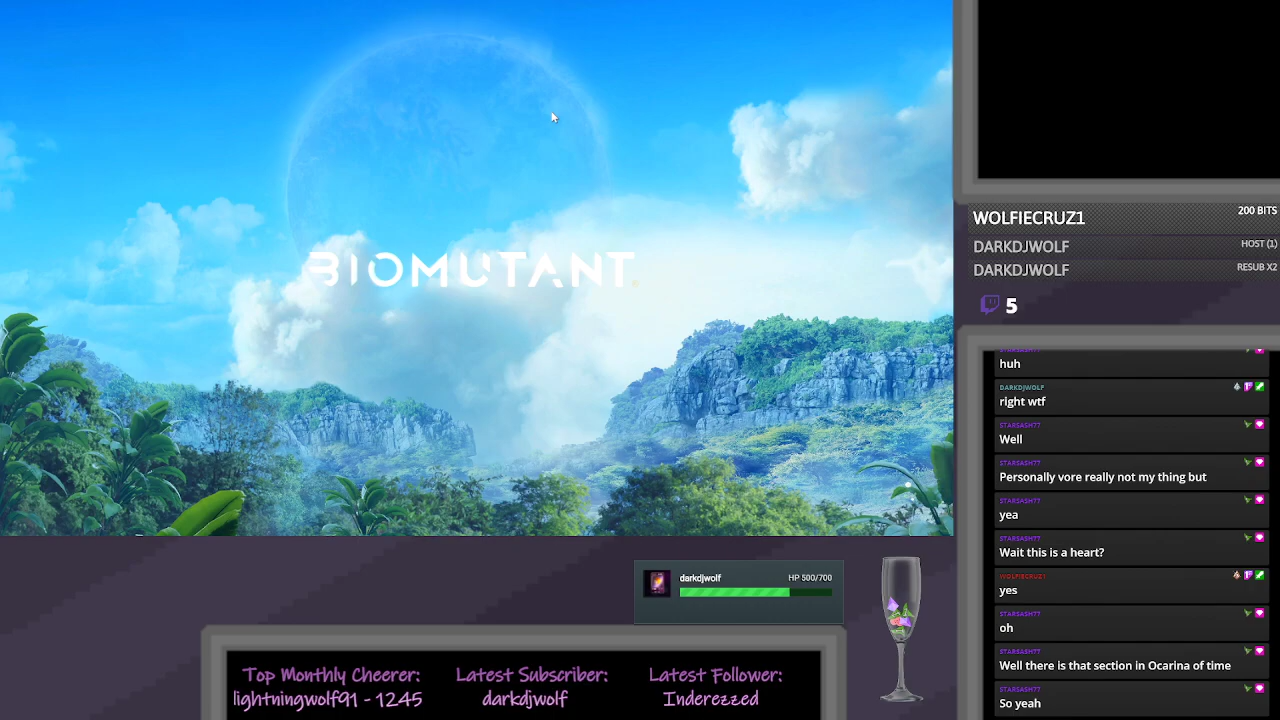 BIOMUTANT.
WOLFIECRUZ1 200 BITS
DARKDJWOLF HOST (1)
DARKDJWOLF RESUB X2
5
STARSASH77
huh
DARKDJWOLF
right wtf
STARSASH77
Well
STARSASH77
Personally vore really not my thing but
STARSASH77
yea
STARSASH77
Wait this is a heart?
WOLFIECRUZ1
yes
STARSASH77
oh
STARSASH77
Well there is that section in Ocarina of time
STARSASH77
So yeah
darkdjwolf HP 500/700
Top Monthly Cheerer: Latest Subscriber: Latest Follower:
lightningwolf91 - 1245 darkdjwolf Inderezzed